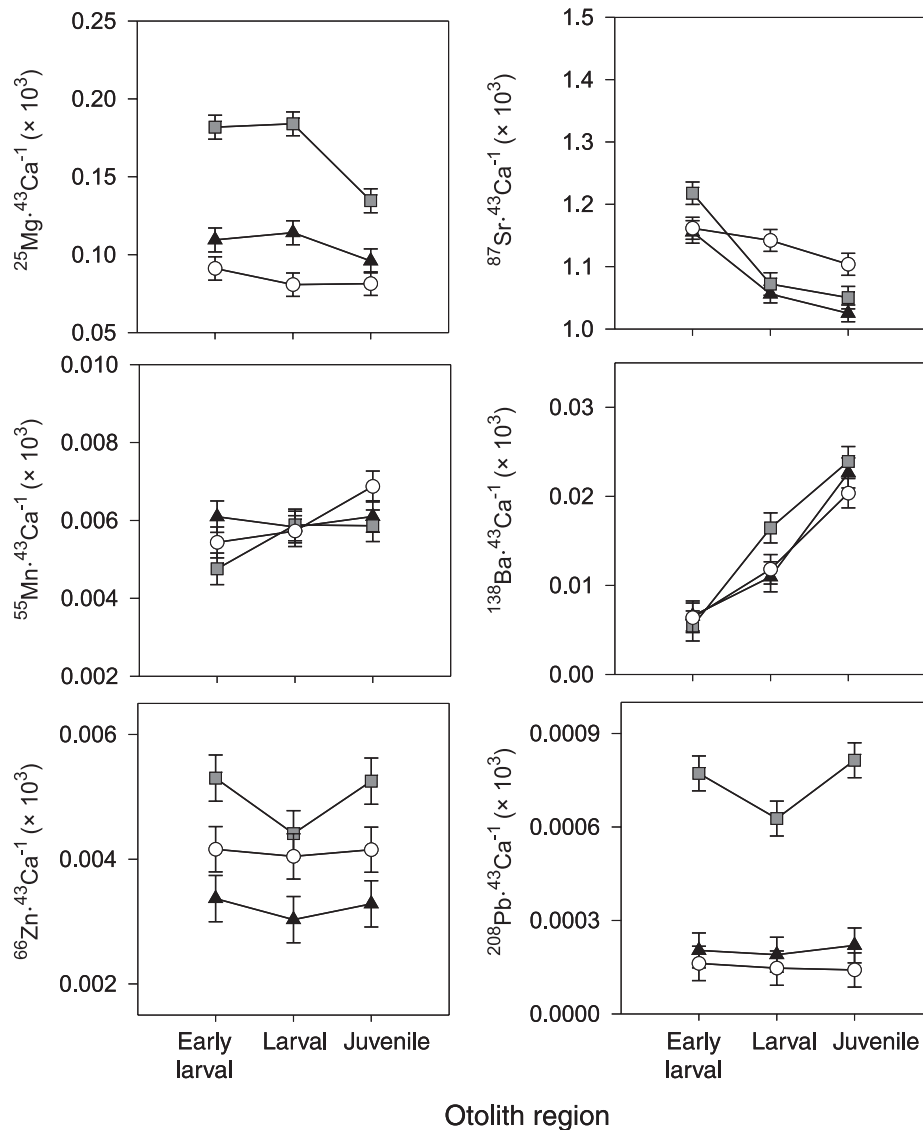 ²⁵Mg·⁴³Ca⁻¹ (× 10³)
0.25
0.20
0.15
0.10
0.05
⁸⁷Sr·⁴³Ca⁻¹ (× 10³)
1.5
1.4
1.3
1.2
1.1
1.0
⁵⁵Mn·⁴³Ca⁻¹ (× 10³)
0.010
0.008
0.006
0.004
0.002
¹³⁸Ba·⁴³Ca⁻¹ (× 10³)
0.03
0.02
0.01
0.00
⁶⁶Zn·⁴³Ca⁻¹ (× 10³)
0.006
0.004
0.002
Early
larval
Larval
Juvenile
²⁰⁸Pb·⁴³Ca⁻¹ (× 10³)
0.0009
0.0006
0.0003
0.0000
Early
larval
Larval
Juvenile
Otolith region